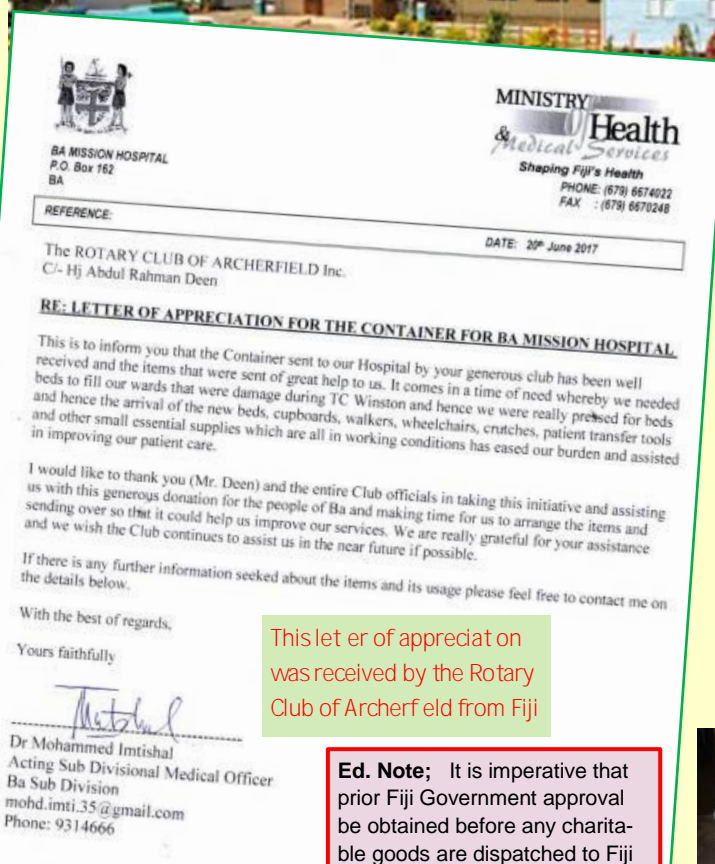 MINISTRY
of Health
& Medical Services
Shaping Fiji's Health
PHONE: (679) 6674022
FAX : (679) 6670248
BA MISSION HOSPITAL
P.O. Box 162
BA
REFERENCE:
DATE: 20th June 2017
The ROTARY CLUB OF ARCHERFIELD Inc.
C/- Hj Abdul Rahman Deen
RE: LETTER OF APPRECIATION FOR THE CONTAINER FOR BA MISSION HOSPITAL
This is to inform you that the Container sent to our Hospital by your generous club has been well
received and the items that were sent of great help to us. It comes in a time of need whereby we needed
beds to fill our wards that were damage during TC Winston and hence we were really pressed for beds
and hence the arrival of the new beds, cupboards, walkers, wheelchairs, crutches, patient transfer tools
and other small essential supplies which are all in working conditions has eased our burden and assisted
in improving our patient care.
I would like to thank you (Mr. Deen) and the entire Club officials in taking this initiative and assisting
us with this generous donation for the people of Ba and making time for us to arrange the items and
sending over so that it could help us improve our services. We are really grateful for your assistance
and we wish the Club continues to assist us in the near future if possible.
If there is any further information seeked about the items and its usage please feel free to contact me on
the details below.
With the best of regards,
Yours faithfully
Dr Mohammed Imtishal
Acting Sub Divisional Medical Officer
Ba Sub Division
mohd.imti.35@gmail.com
Phone: 9314666
This let er of appreciat on
was received by the Rotary
Club of Archerf eld from Fiji
Ed. Note; It is imperative that
prior Fiji Government approval
be obtained before any charita-
ble goods are dispatched to Fiji